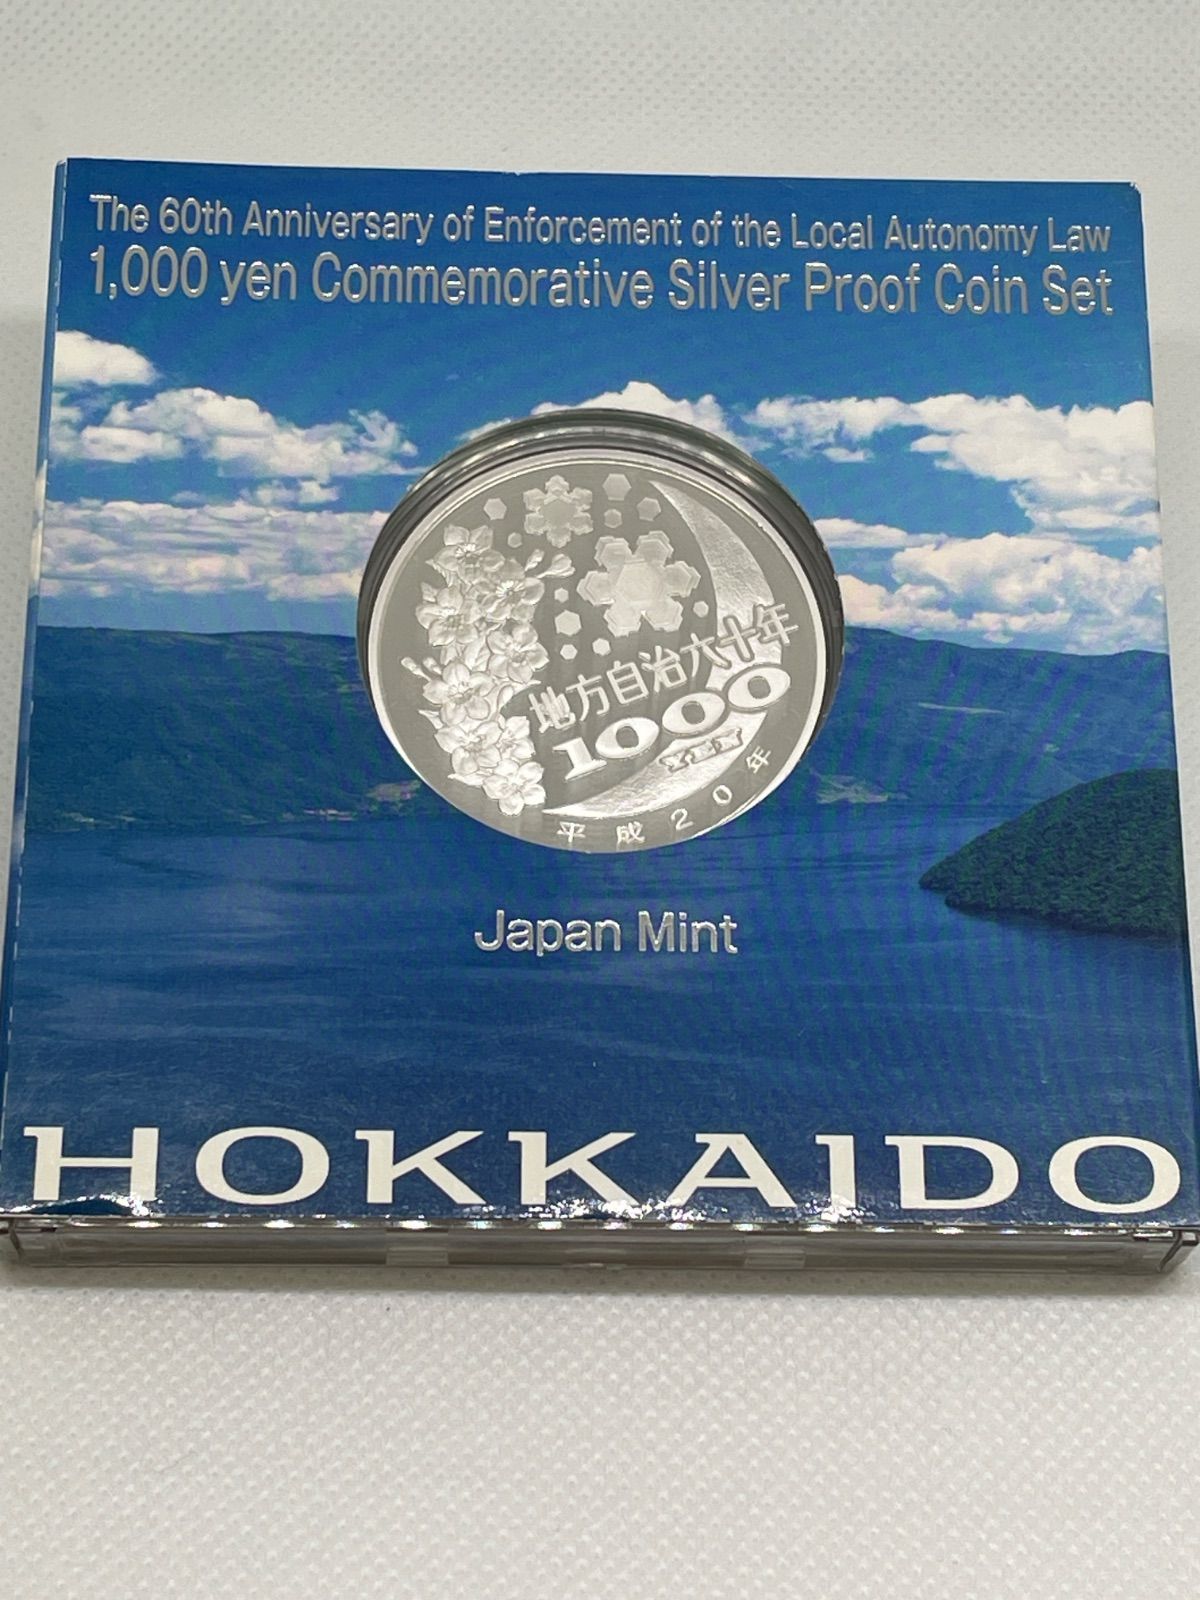 The 60th Anniversary of Enforcement of the Local Autonomy Law
1,000 yen Commemorative Silver Proof Coin Set
地方自治六十年
1000
YEN
平成20年
Japan Mint
HOKKAIDO